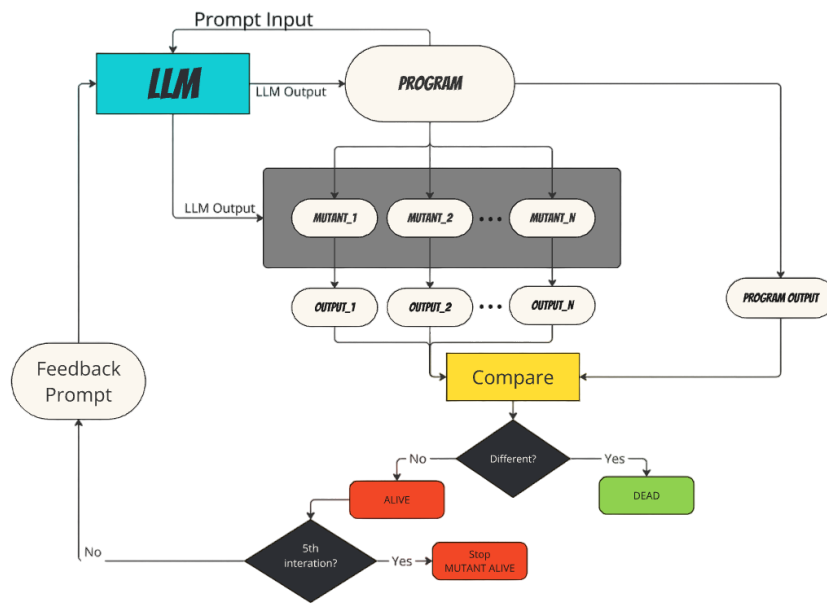 Prompt Input
LLM
LLM Output
PROGRAM
LLM Output
MUTANT_1
MUTANT_2
•••
MUTANT_N
OUTPUT_1
OUTPUT_2
•••
OUTPUT_N
PROGRAM OUTPUT
Feedback
Prompt
Compare
Different?
No
Yes
ALIVE
DEAD
5th
interation?
No
Yes
Stop
MUTANT ALIVE